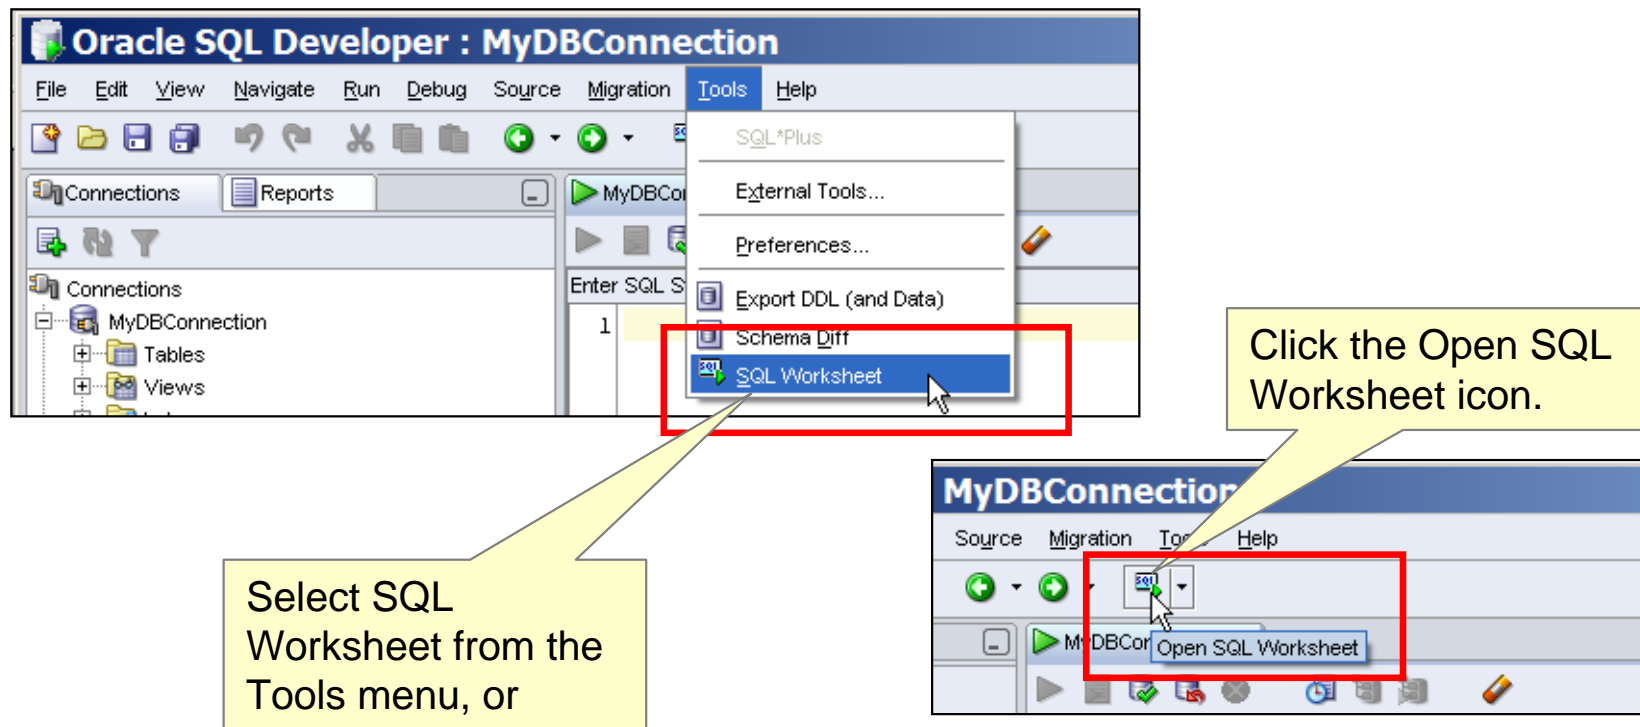 Oracle SQL Developer : MyDBConnection
File Edit View Navigate Run Debug Source Migration Tools Help
SQL*Plus
External Tools...
Preferences...
Export DDL (and Data)
Schema Diff
SQL Worksheet
Connections Reports
Connections
MyDBConnection
Tables
Views
Enter SQL S
1
Click the Open SQL
Worksheet icon.
Select SQL
Worksheet from the
Tools menu, or
MyDBConnection
Source Migration Tools Help
Open SQL Worksheet